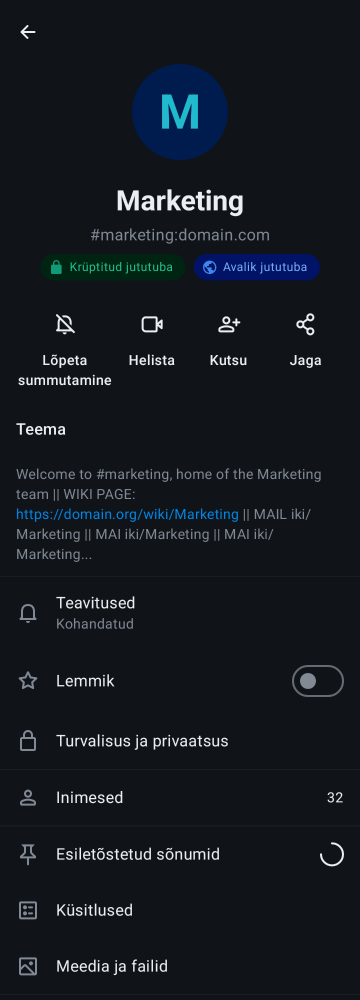 M
Marketing
#marketing:domain.com
Krüptitud jututuba
Avalik jututuba
Lõpeta summutamine
Helista
Kutsu
Jaga
Teema
Welcome to #marketing, home of the Marketing
team || WIKI PAGE:
https://domain.org/wiki/Marketing || MAIL iki/
Marketing || MAI iki/Marketing || MAI iki/
Marketing...
Teavitused
Kohandatud
Lemmik
Turvalisus ja privaatsus
Inimesed 32
Esiletõstetud sõnumid
Küsitlused
Meedia ja failid